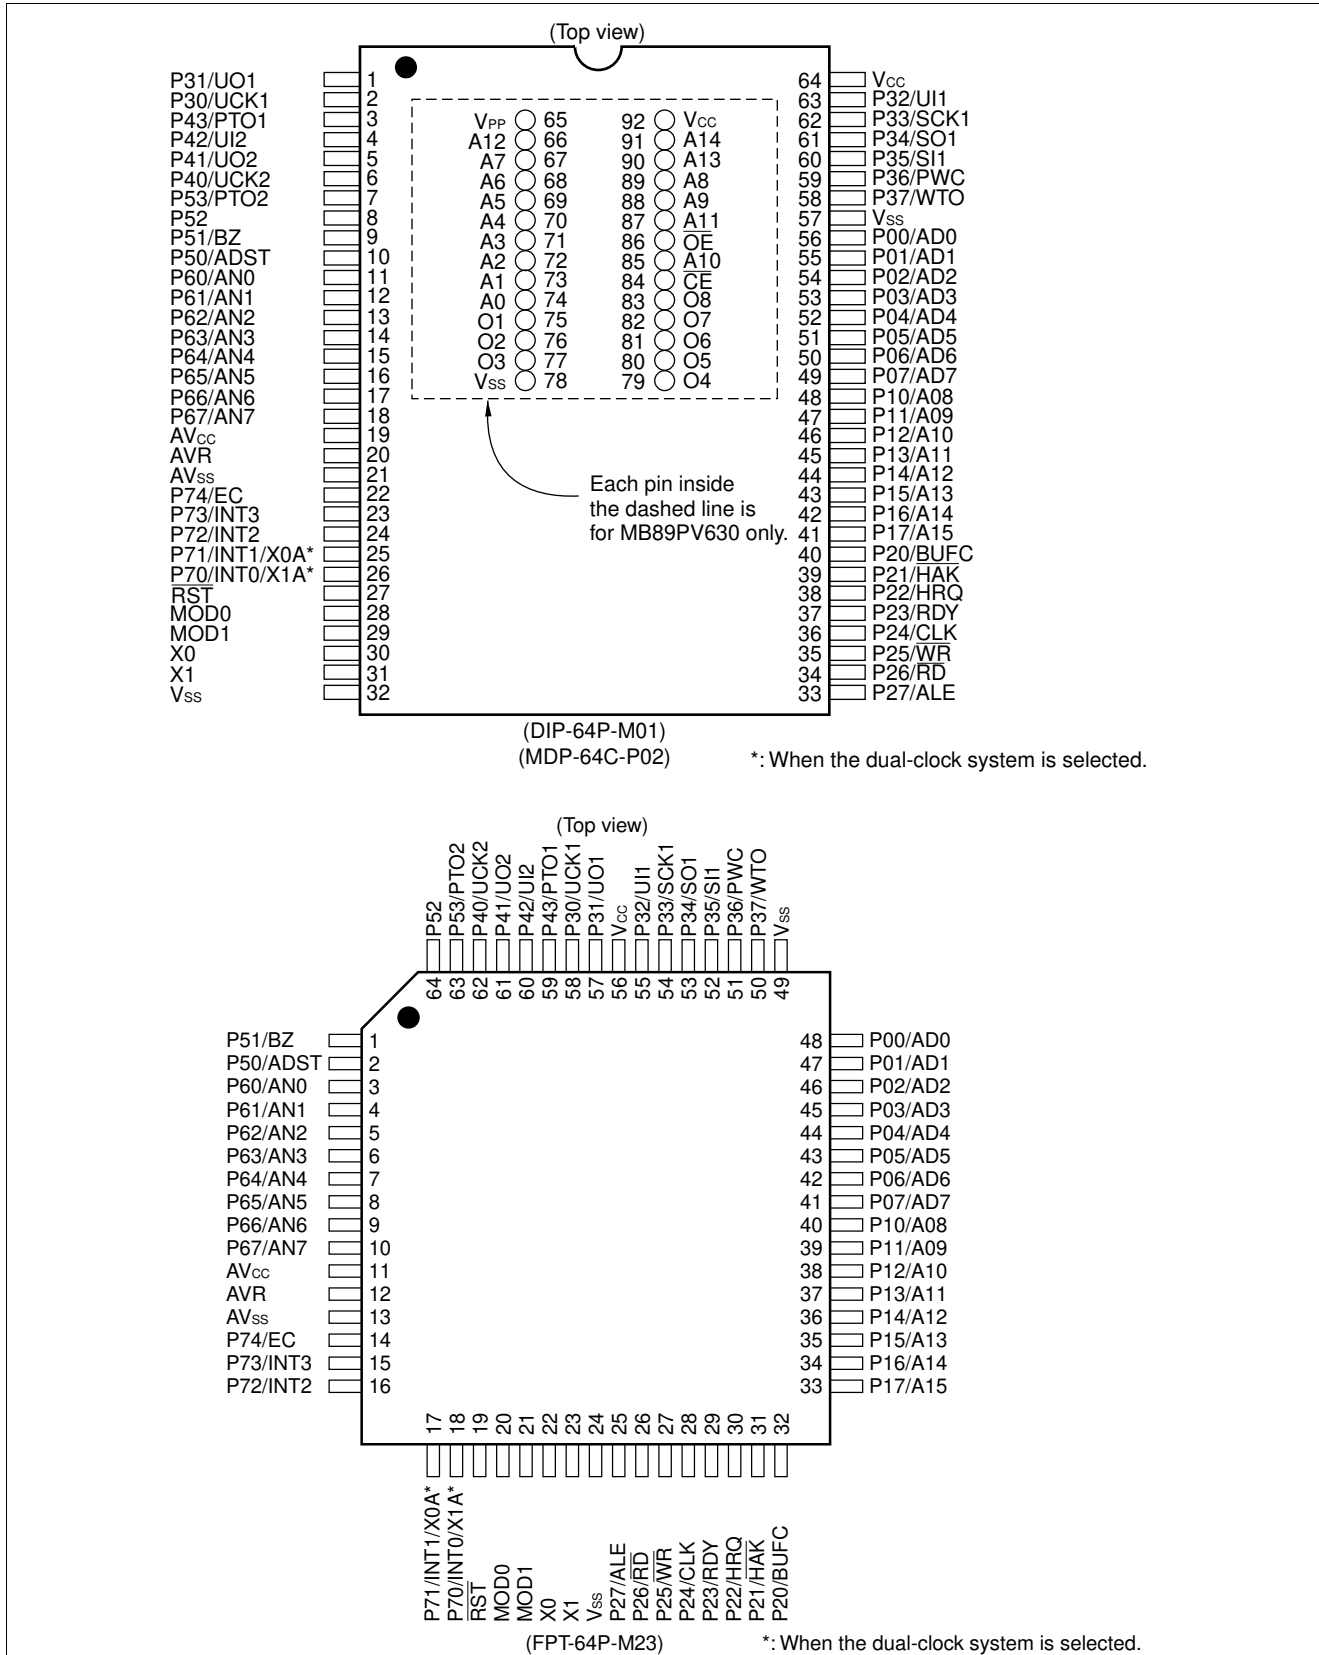 (Top view)
P31/UO1 1
P30/UCK1 2
P43/PTO1 3
P42/UI2 4
P41/UO2 5
P40/UCK2 6
P53/PTO2 7
P52 8
P51/BZ 9
P50/ADST 10
P60/AN0 11
P61/AN1 12
P62/AN2 13
P63/AN3 14
P64/AN4 15
P65/AN5 16
P66/AN6 17
P67/AN7 18
AVCC 19
AVR 20
AVSS 21
P74/EC 22
P73/INT3 23
P72/INT2 24
P71/INT1/X0A* 25
P70/INT0/X1A* 26
R̅S̅T̅ 27
MOD0 28
MOD1 29
X0 30
X1 31
VSS 32
VPP 65 92 VCC
A12 66 91 A14
A7 67 90 A13
A6 68 89 A8
A5 69 88 A9
A4 70 87 A11
A3 71 86 O̅E̅
A2 72 85 A10
A1 73 84 C̅E̅
A0 74 83 O8
O1 75 82 O7
O2 76 81 O6
O3 77 80 O5
VSS 78 79 O4
Each pin inside
the dashed line is
for MB89PV630 only.
64 VCC
63 P32/UI1
62 P33/SCK1
61 P34/SO1
60 P35/SI1
59 P36/PWC
58 P37/WTO
57 VSS
56 P00/AD0
55 P01/AD1
54 P02/AD2
53 P03/AD3
52 P04/AD4
51 P05/AD5
50 P06/AD6
49 P07/AD7
48 P10/A08
47 P11/A09
46 P12/A10
45 P13/A11
44 P14/A12
43 P15/A13
42 P16/A14
41 P17/A15
40 P20/BUFC
39 P21/H̅A̅K̅
38 P22/HRQ
37 P23/RDY
36 P24/CLK
35 P25/W̅R̅
34 P26/R̅D̅
33 P27/ALE
(DIP-64P-M01)
(MDP-64C-P02)
*: When the dual-clock system is selected.
(Top view)
P52 64
P53/PTO2 63
P40/UCK2 62
P41/UO2 61
P42/UI2 60
P43/PTO1 59
P30/UCK1 58
P31/UO1 57
VCC 56
P32/UI1 55
P33/SCK1 54
P34/SO1 53
P35/SI1 52
P36/PWC 51
P37/WTO 50
VSS 49
P51/BZ 1
P50/ADST 2
P60/AN0 3
P61/AN1 4
P62/AN2 5
P63/AN3 6
P64/AN4 7
P65/AN5 8
P66/AN6 9
P67/AN7 10
AVCC 11
AVR 12
AVSS 13
P74/EC 14
P73/INT3 15
P72/INT2 16
48 P00/AD0
47 P01/AD1
46 P02/AD2
45 P03/AD3
44 P04/AD4
43 P05/AD5
42 P06/AD6
41 P07/AD7
40 P10/A08
39 P11/A09
38 P12/A10
37 P13/A11
36 P14/A12
35 P15/A13
34 P16/A14
33 P17/A15
17 P71/INT1/X0A*
18 P70/INT0/X1A*
19 R̅S̅T̅
20 MOD0
21 MOD1
22 X0
23 X1
24 VSS
25 P27/ALE
26 P26/R̅D̅
27 P25/W̅R̅
28 P24/CLK
29 P23/RDY
30 P22/HRQ
31 P21/H̅A̅K̅
32 P20/BUFC
(FPT-64P-M23)
*: When the dual-clock system is selected.